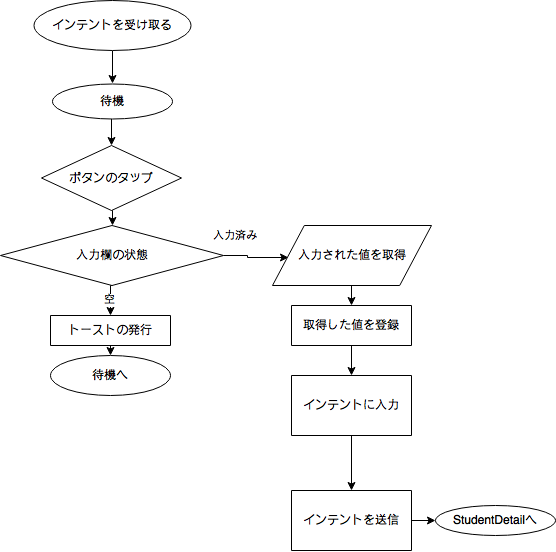 インテントを受け取る
待機
ボタンのタップ
入力欄の状態
入力済み
入力された値を取得
空
トーストの発行
取得した値を登録
待機へ
インテントに入力
インテントを送信
StudentDetailへ